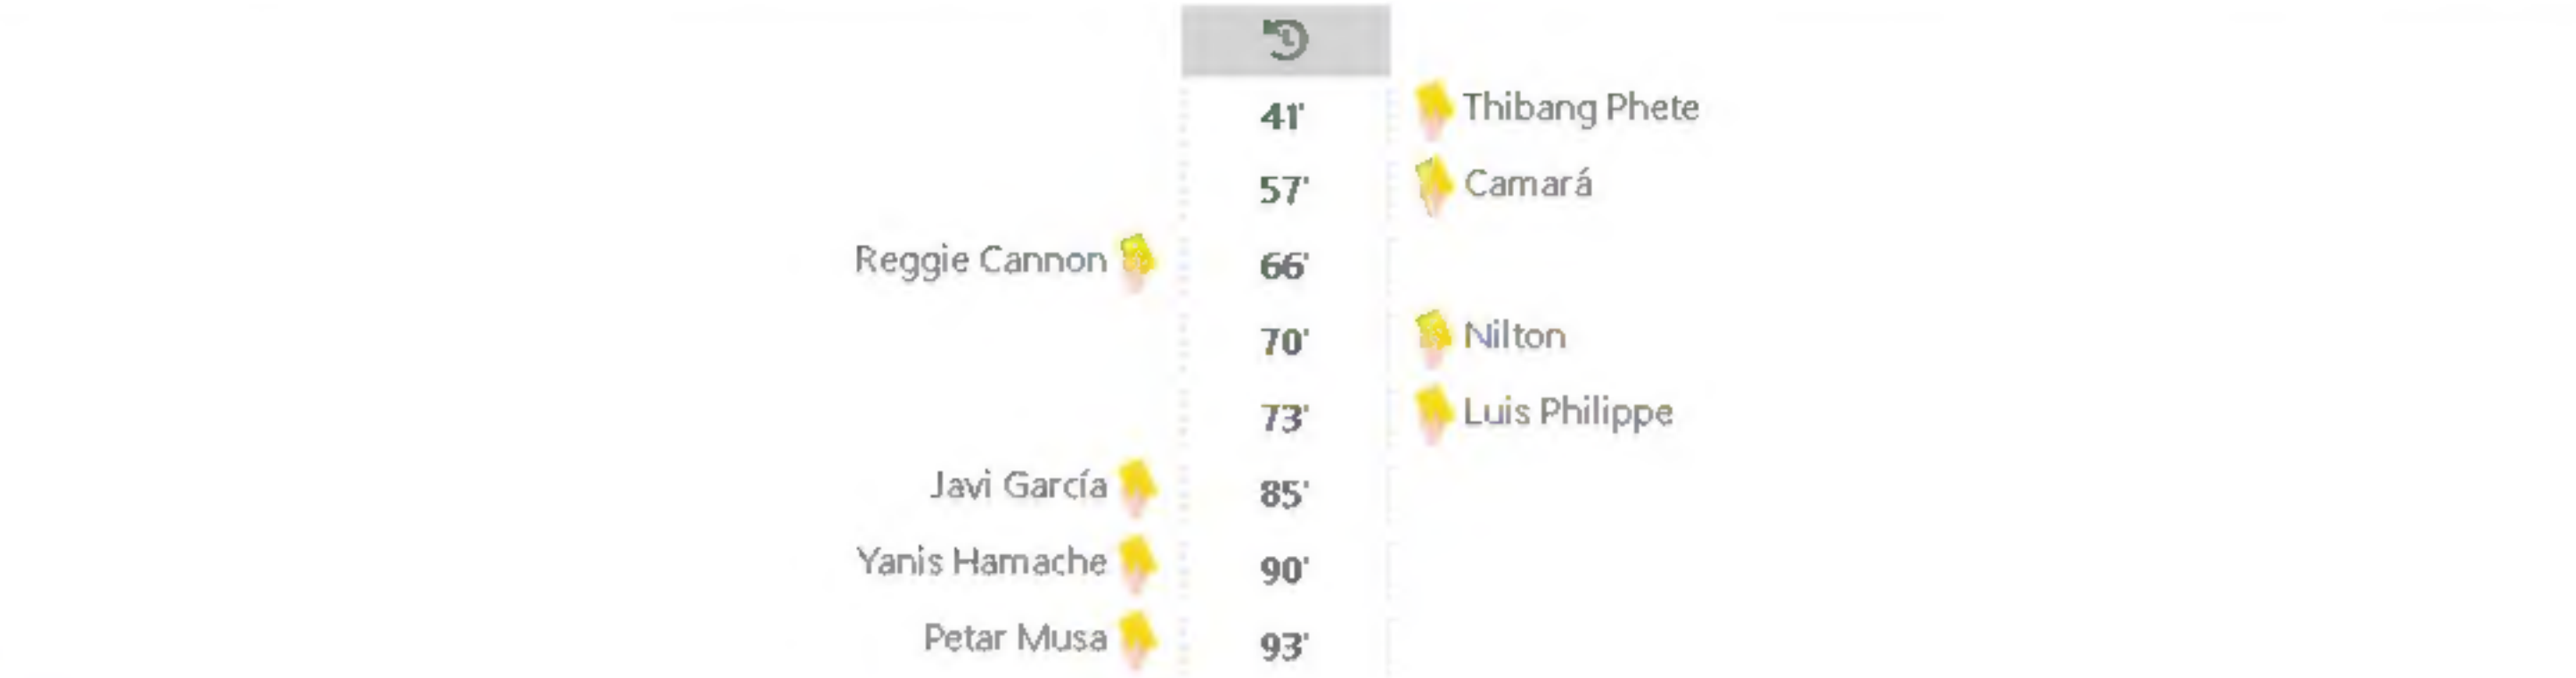 41' Thibang Phete
57' Camará
Reggie Cannon 66'
70' Nilton
73' Luis Philippe
Javi García 85'
Yanis Hamache 90'
Petar Musa 93'